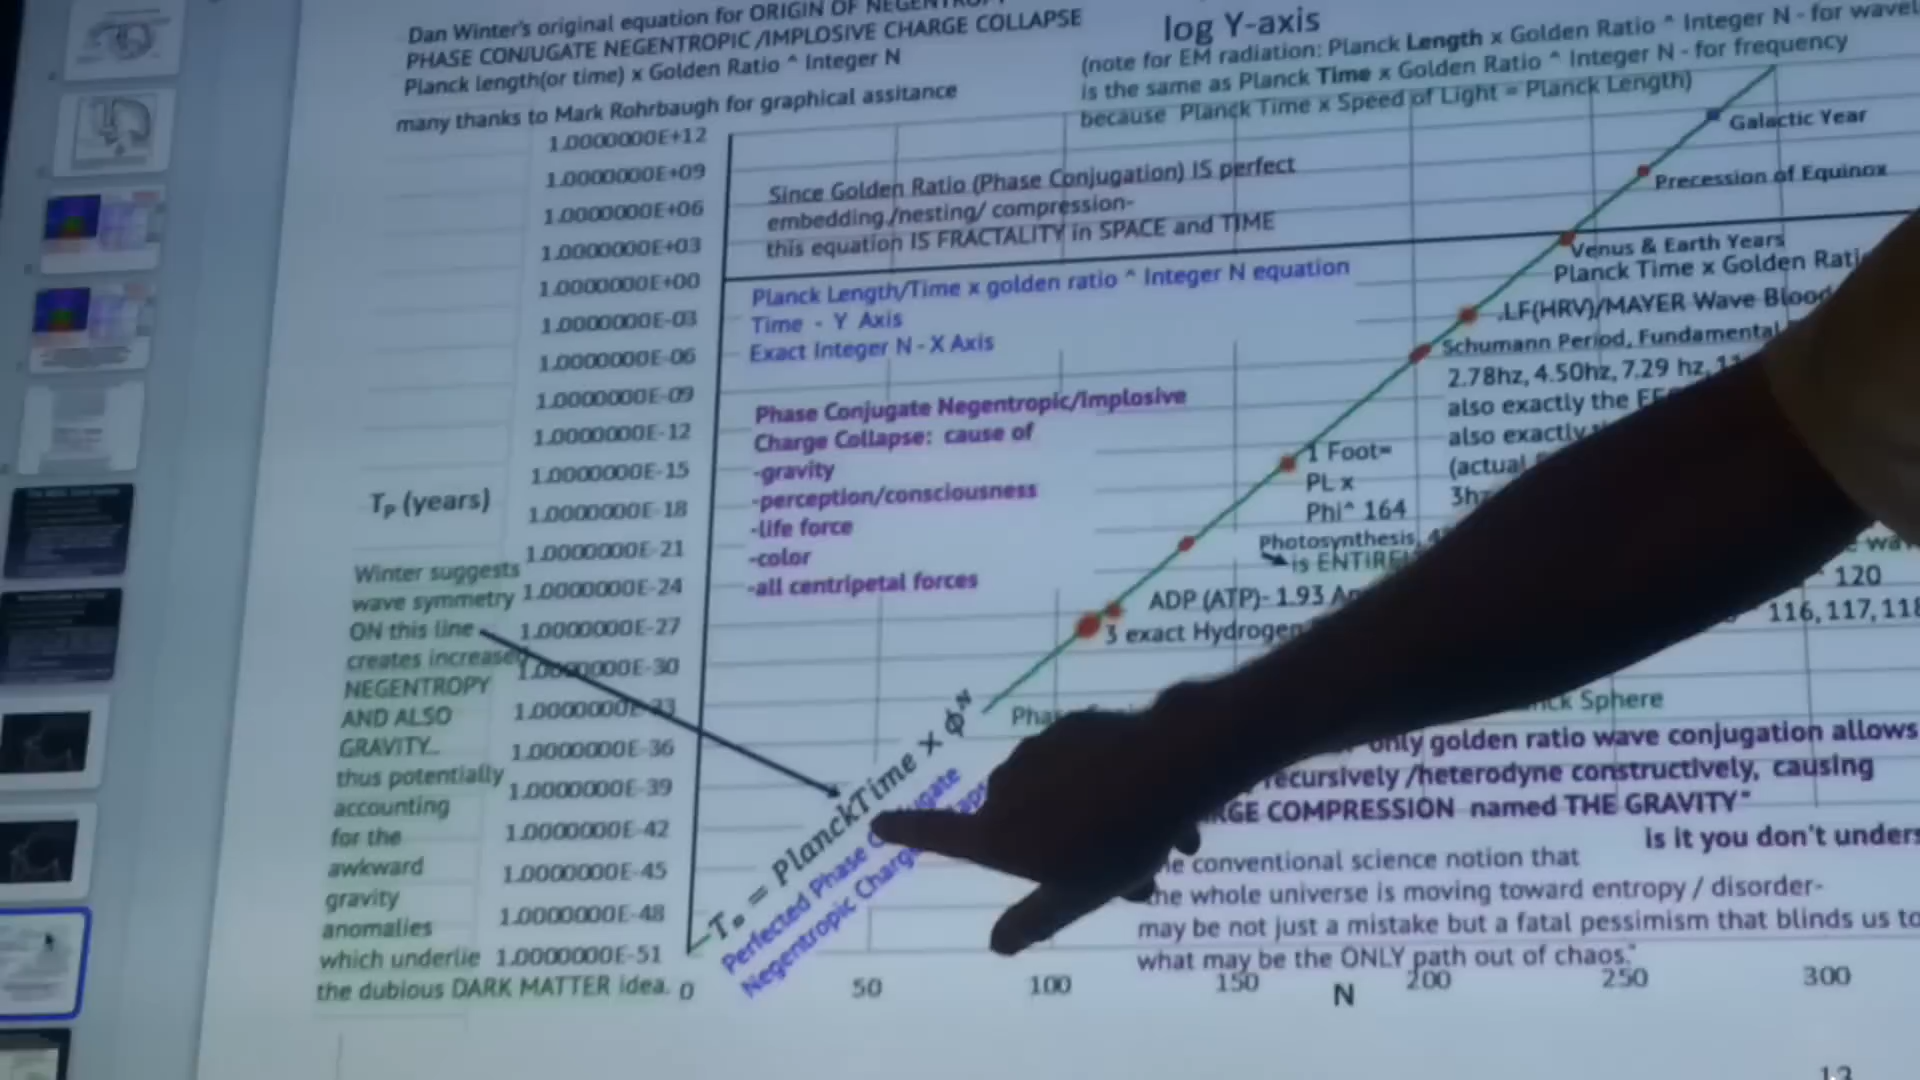 Dan Winter's original equation for ORIGIN OF
PHASE CONJUGATE NEGENTROPIC /IMPLOSIVE CHARGE COLLAPSE
Planck length(or time) x Golden Ratio ^ Integer N
many thanks to Mark Rohrbaugh for graphical assitance
log Y-axis
(note for EM radiation: Planck Length x Golden Ratio ^ Integer N - for
is the same as Planck Time x Golden Ratio ^ Integer N - for frequency
because Planck Time x Speed of Light = Planck Length)
1.0000000E+12
1.0000000E+09
1.0000000E+06
1.0000000E+03
1.0000000E+00
1.0000000E-03
1.0000000E-06
1.0000000E-09
1.0000000E-12
1.0000000E-15
1.0000000E-18
1.0000000E-21
1.0000000E-24
1.0000000E-27
1.0000000E-30
1.0000000E-33
1.0000000E-36
1.0000000E-39
1.0000000E-42
1.0000000E-45
1.0000000E-48
1.0000000E-51
TP (years)
Winter suggests
wave symmetry
ON this line
creates increased
NEGENTROPY
AND ALSO
GRAVITY...
thus potentially
accounting
for the
awkward
gravity
anomalies
which underlie
the dubious DARK MATTER idea.
Since Golden Ratio (Phase Conjugation) IS perfect
embedding./nesting/ compression-
this equation IS FRACTALITY in SPACE and TIME
Planck Length/Time x golden ratio ^ Integer N equation
Time - Y Axis
Exact Integer N - X Axis
Phase Conjugate Negentropic/Implosive
Charge Collapse: cause of
-gravity
-perception/consciousness
-life force
-color
-all centripetal forces
Galactic Year
Precession of Equinox
Venus & Earth Years
Planck Time x Golden
.LF(HRV)/MAYER Wave
Schumann Period, Fundamental
2.78hz, 4.50hz, 7.29 hz,
also exactly the
also exactly
(actual
1 Foot=
PL x
Phi^ 164
Photosynthesis,
is
ADP (ATP)- 1.93
3 exact Hydrogen
120
116, 117, 118
Sphere
T = PlanckTime x ϕ^N
Perfected Phase
Negentropic
only golden ratio wave conjugation allows
recursively /heterodyne constructively, causing
COMPRESSION named THE GRAVITY"
is it you don't
conventional science notion that
the whole universe is moving toward entropy / disorder-
may be not just a mistake but a fatal pessimism that blinds us to
what may be the ONLY path out of chaos."
0 50 100 150 200 250 300
N